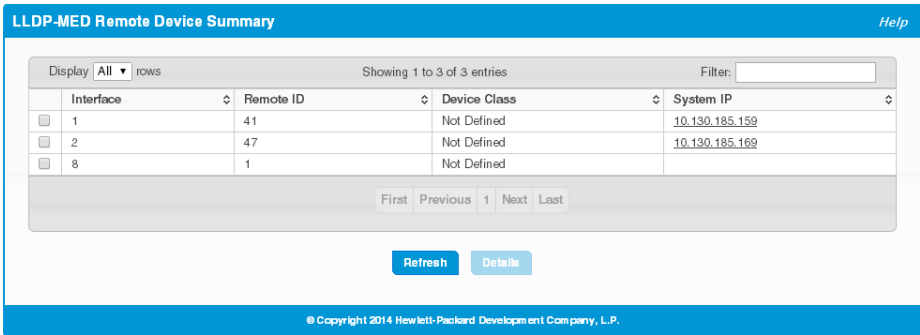 LLDP-MED Remote Device Summary Help
Display All rows Showing 1 to 3 of 3 entries Filter:
Interface Remote ID Device Class System IP
1 41 Not Defined 10.130.185.159
2 47 Not Defined 10.130.185.169
8 1 Not Defined
First Previous 1 Next Last
Refresh Details
© Copyright 2014 Hewlett-Packard Development Company, L.P.